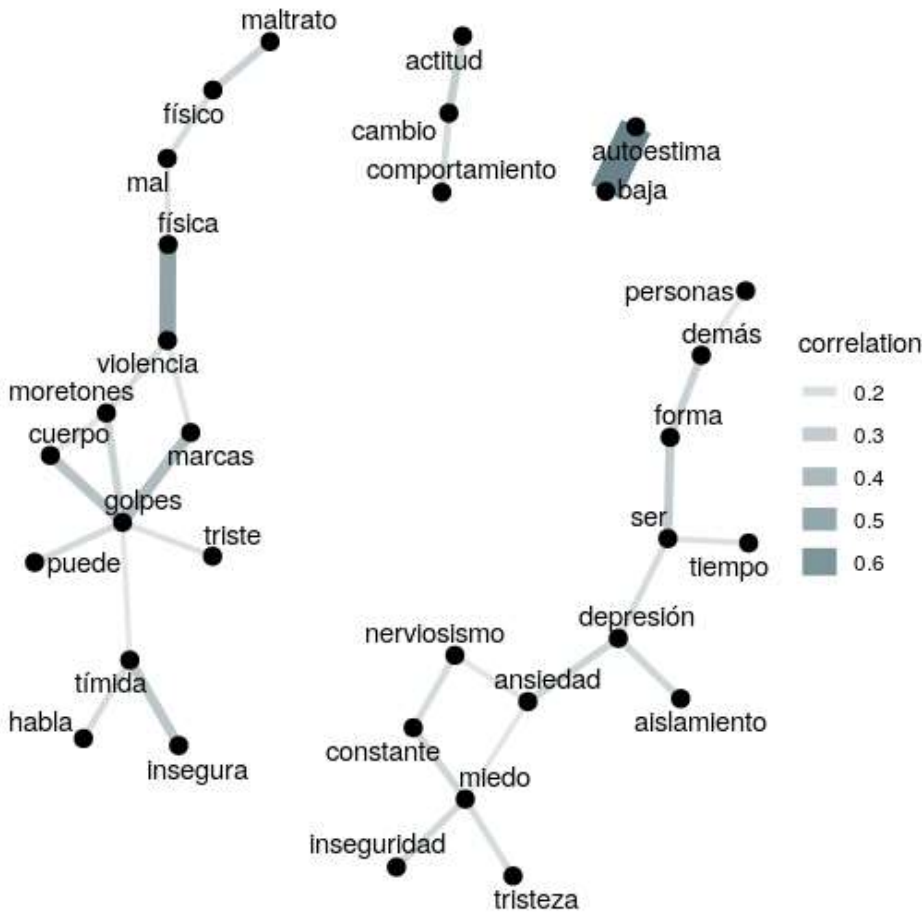 maltrato
actitud
físico
cambio
autoestima
mal
comportamiento
baja
física
personas
demás
correlation
violencia
0.2
moretones
forma
0.3
cuerpo
marcas
0.4
golpes
ser
0.5
triste
0.6
puede
tiempo
depresión
nerviosismo
tímida
ansiedad
habla
aislamiento
constante
insegura
miedo
inseguridad
tristeza